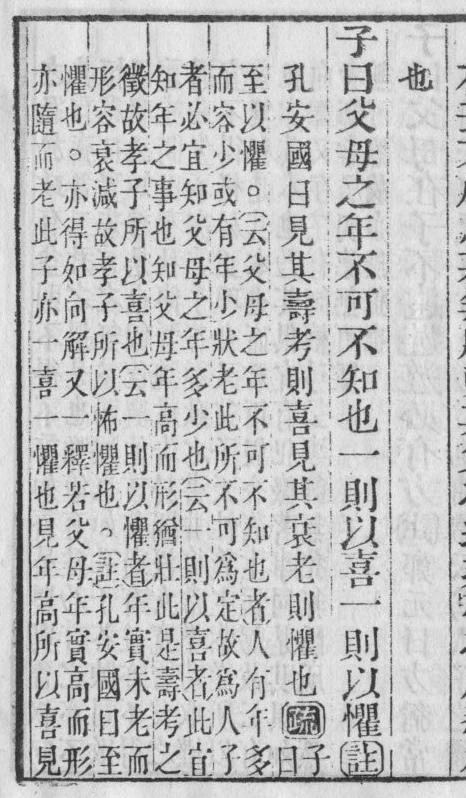 也
子曰父母之年不可不知也一則以喜一則以懼註
孔安國曰見其壽考則喜見其衰老則懼也疏子曰
至以懼。云父母之年不可不知也者人有年多
而容少或有年少狀老此所不可爲定故爲人子
者必宜知父母之年多少也云一則以喜者此宜
知年之事也知父母年高而形猶壯此是壽考之
徵故孝子所以喜也云一則以懼者年實未老而
形容衰減故孝子所以怖懼也。註孔安國曰至
懼也。亦得如向解又一釋若父母年實高而形
亦隨而老此子亦一喜一懼也見年高所以喜見